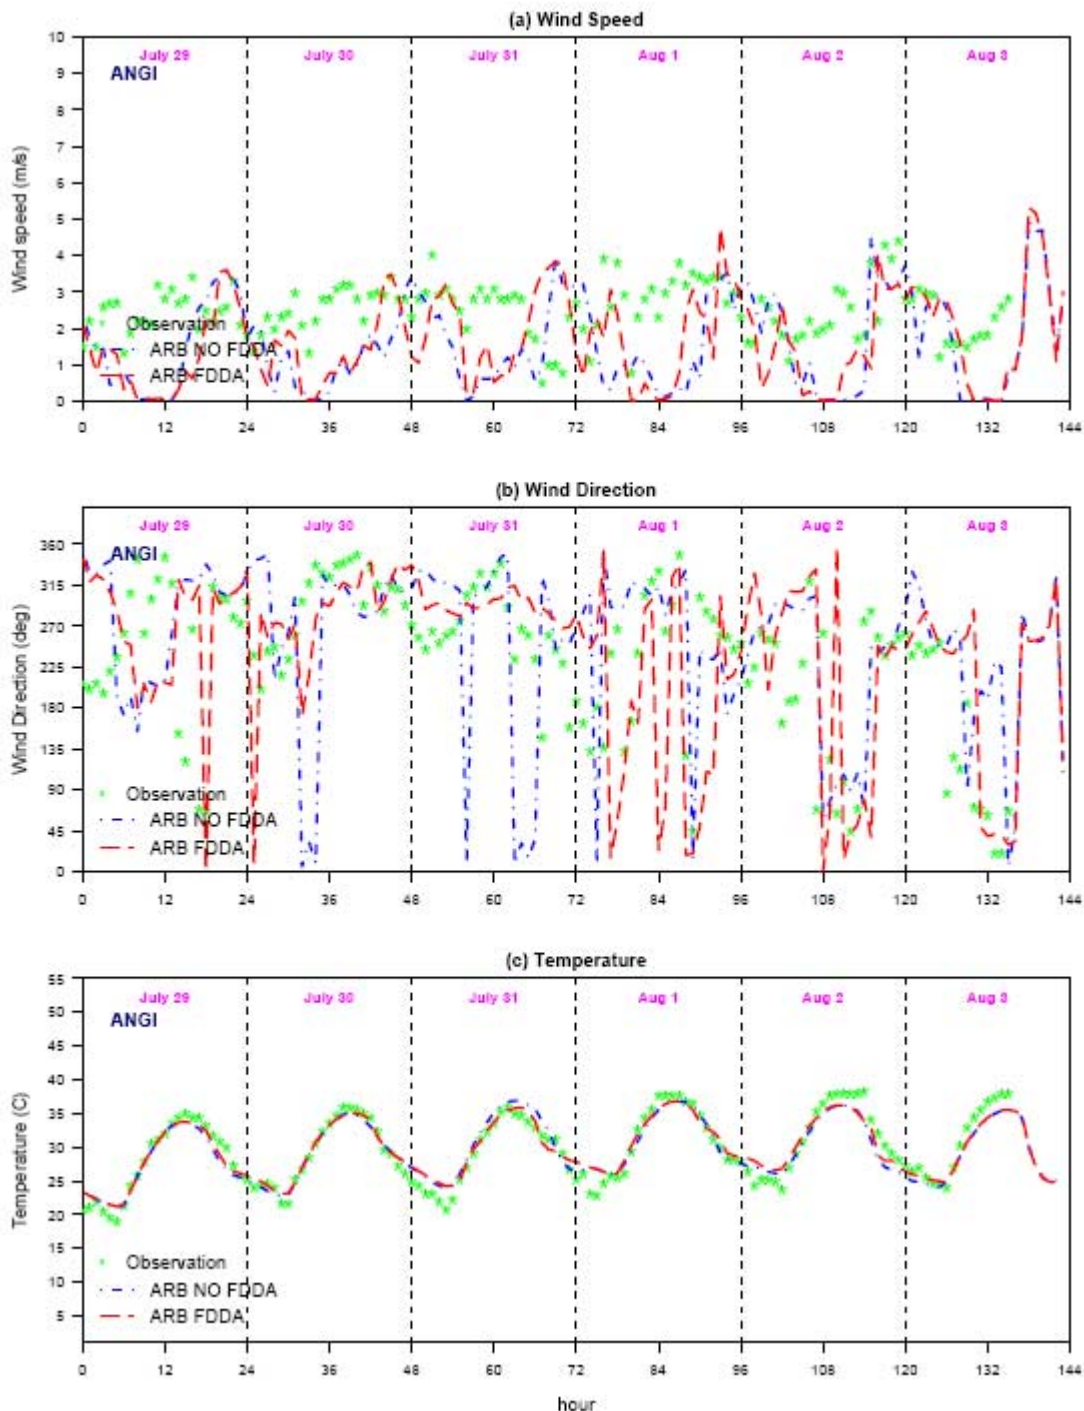 (a) Wind Speed
10
9
8
7
6
5
4
3
2
1
0
Wind speed (m/s)
July 29
July 30
July 31
Aug 1
Aug 2
Aug 3
ANGI
Observation
ARB NO FDDA
ARB FDDA
0 12 24 36 48 60 72 84 96 108 120 132 144
(b) Wind Direction
360
315
270
225
180
135
90
45
0
Wind Direction (deg)
July 29
July 30
July 31
Aug 1
Aug 2
Aug 3
ANGI
Observation
ARB NO FDDA
ARB FDDA
0 12 24 36 48 60 72 84 96 108 120 132 144
(c) Temperature
55
50
45
40
35
30
25
20
15
10
5
Temperature (C)
July 29
July 30
July 31
Aug 1
Aug 2
Aug 3
ANGI
Observation
ARB NO FDDA
ARB FDDA
0 12 24 36 48 60 72 84 96 108 120 132 144
hour